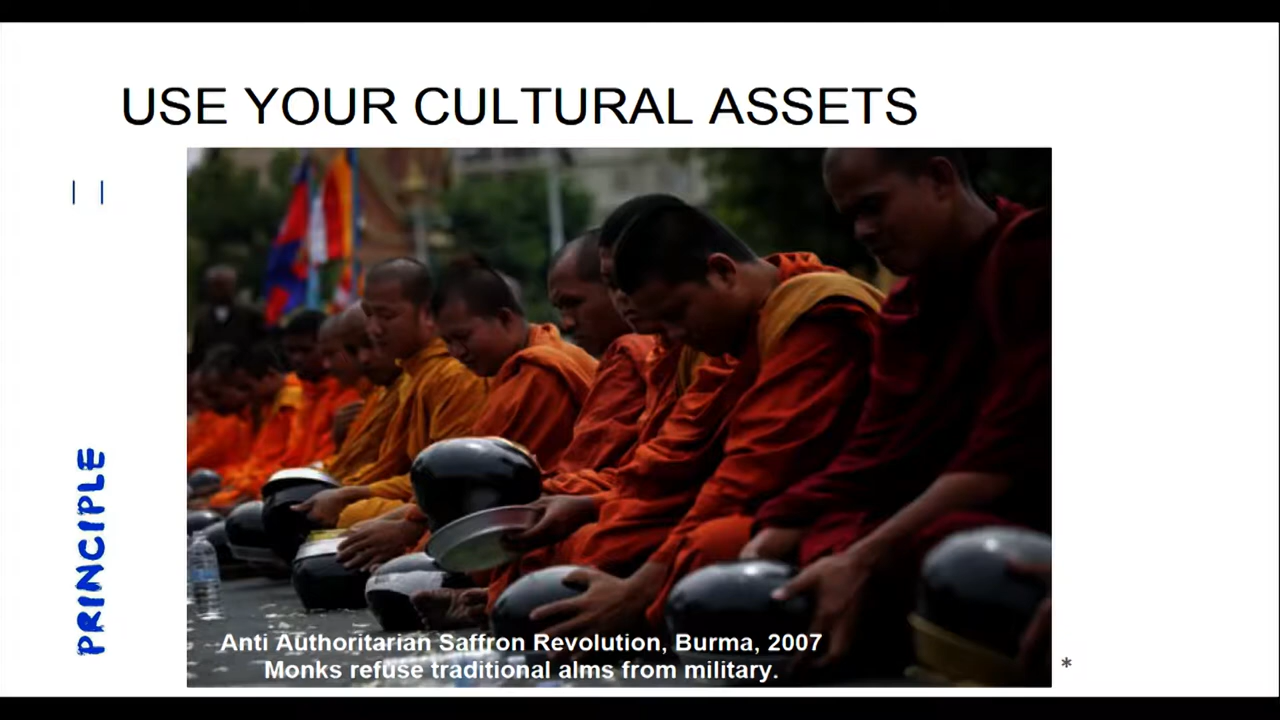 USE YOUR CULTURAL ASSETS
PRINCIPLE
Anti Authoritarian Saffron Revolution, Burma, 2007
Monks refuse traditional alms from military.
*